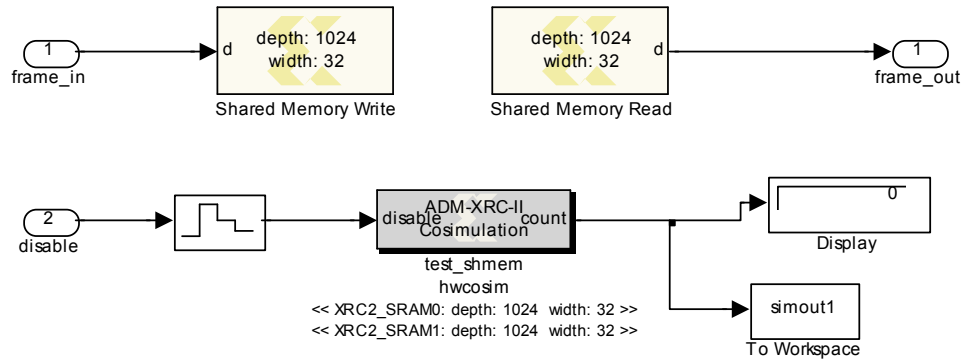 1
frame_in
d
depth: 1024
width: 32
Shared Memory Write
depth: 1024
width: 32
d
Shared Memory Read
1
frame_out
2
disable
disable
ADM-XRC-II
Cosimulation
count
test_shmem
hwcosim
<< XRC2_SRAM0: depth: 1024 width: 32 >>
<< XRC2_SRAM1: depth: 1024 width: 32 >>
0
Display
simout1
To Workspace